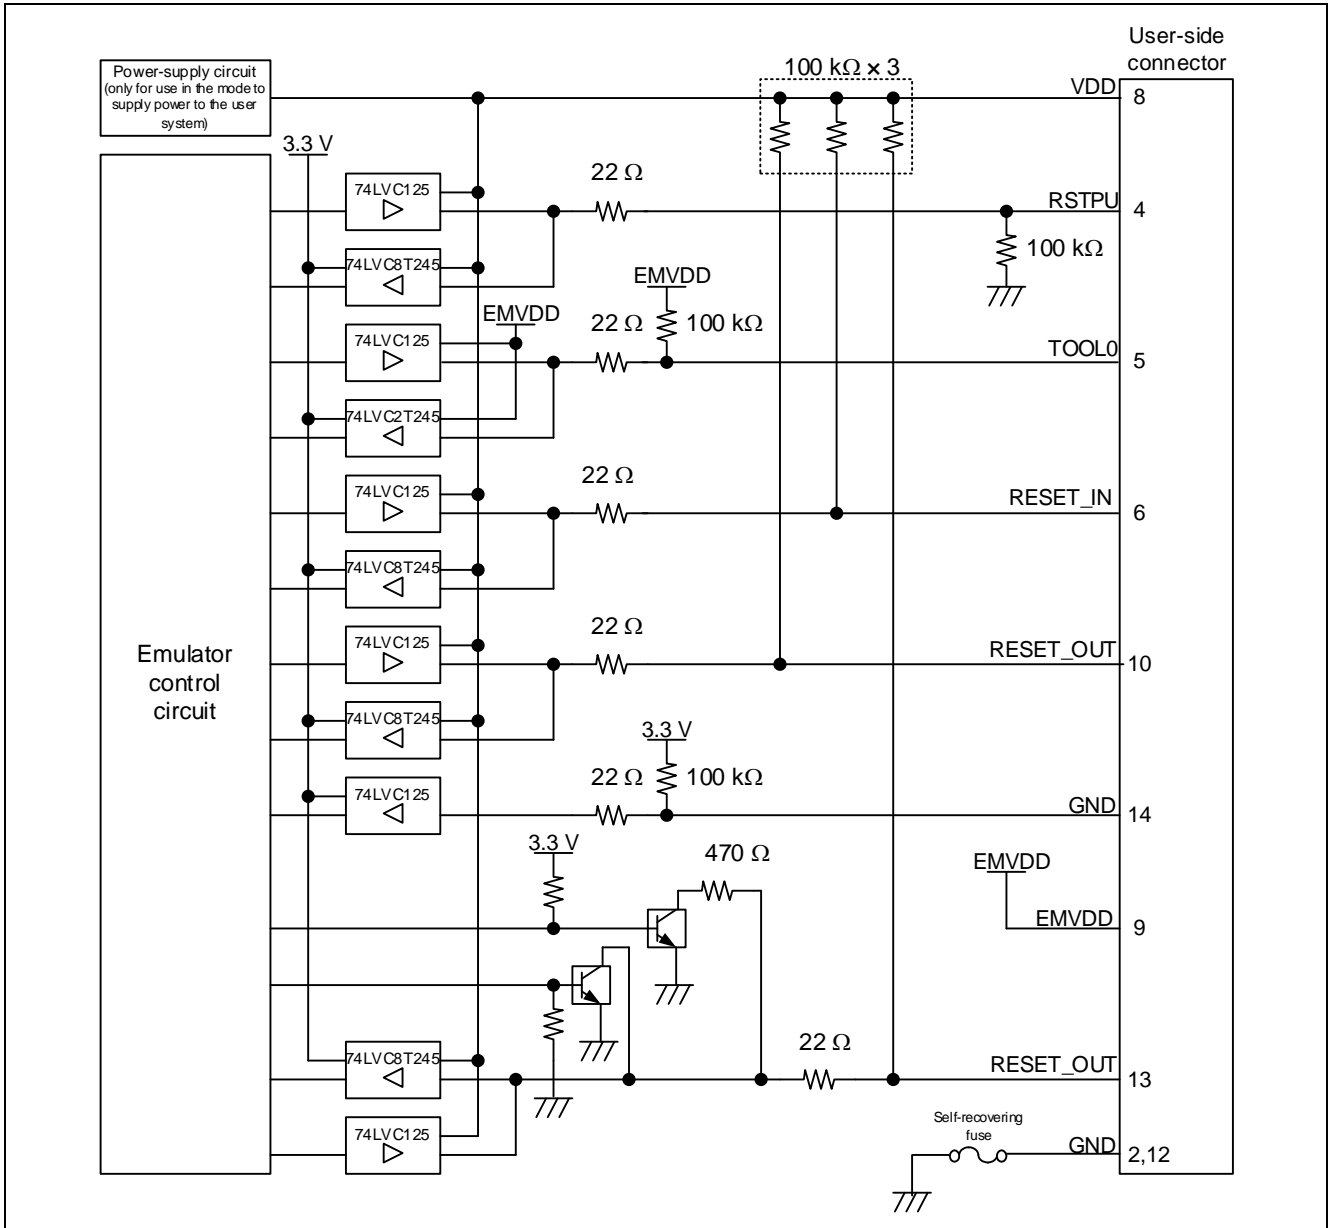 User-side
connector
Power-supply circuit
(only for use in the mode to
supply power to the user
system)
100 kΩ × 3
VDD
8
3.3 V
74LVC125
22 Ω
RSTPU
4
100 kΩ
74LVC8T245
EMVDD
EMVDD
74LVC125
22 Ω
100 kΩ
TOOL0
5
74LVC2T245
74LVC125
22 Ω
RESET_IN
6
74LVC8T245
Emulator
control
circuit
74LVC125
22 Ω
RESET_OUT
10
74LVC8T245
3.3 V
74LVC125
22 Ω
100 kΩ
GND
14
3.3 V
470 Ω
EMVDD
EMVDD
9
74LVC8T245
22 Ω
RESET_OUT
13
74LVC125
Self-recovering
fuse
GND
2,12